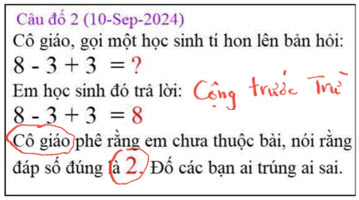 Câu đố 2 (10-Sep-2024)
Cô giáo, gọi một học sinh tí hon lên bản hỏi:
8 - 3 + 3 = ?
Em học sinh đó trả lời:
Cộng trước Trừ
8 - 3 + 3 = 8
Cô giáo phê rằng em chưa thuộc bài, nói rằng
đáp số đúng là 2. Đố các bạn ai trúng ai sai.